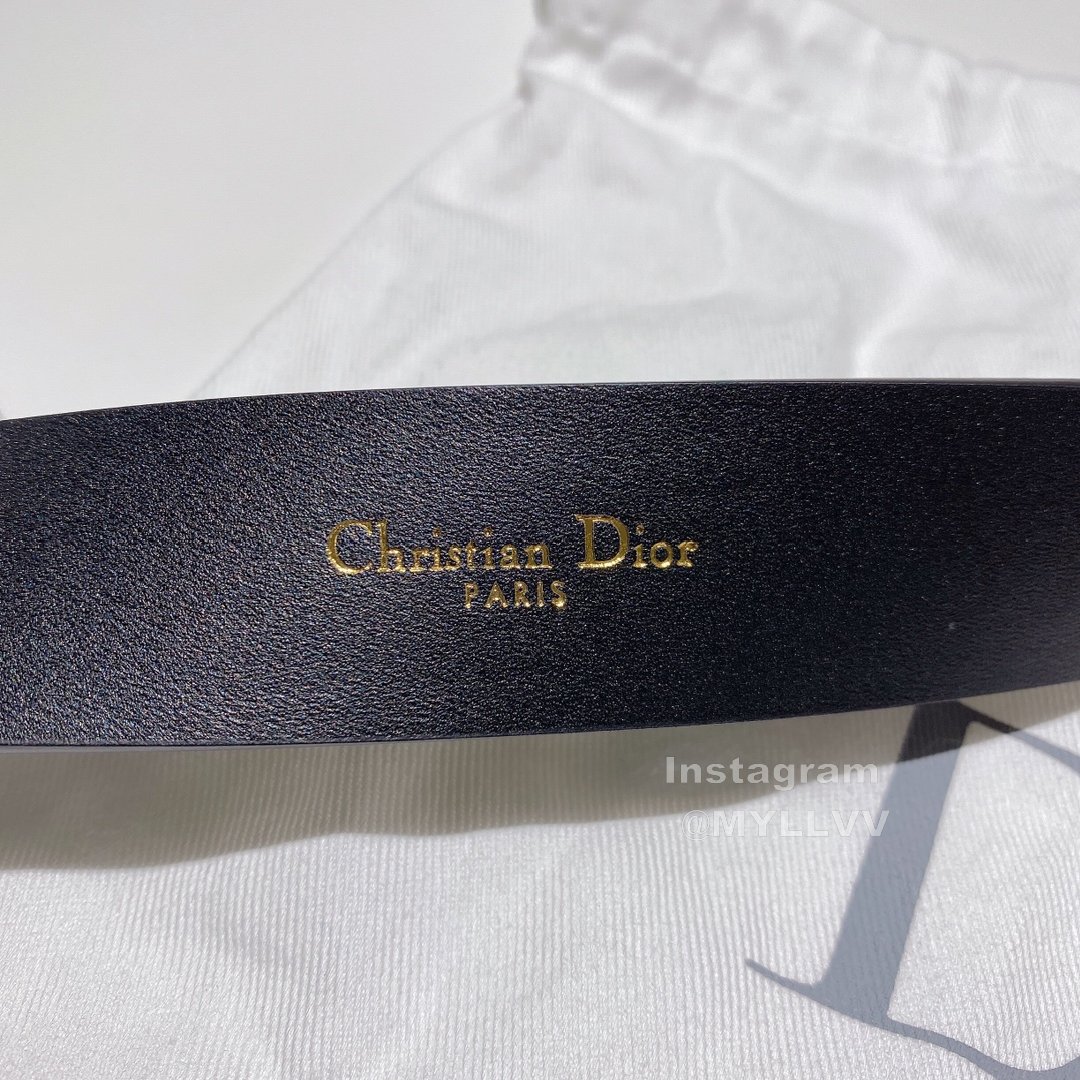 Christian Dior
PARIS
Instagram
@MYLLVV